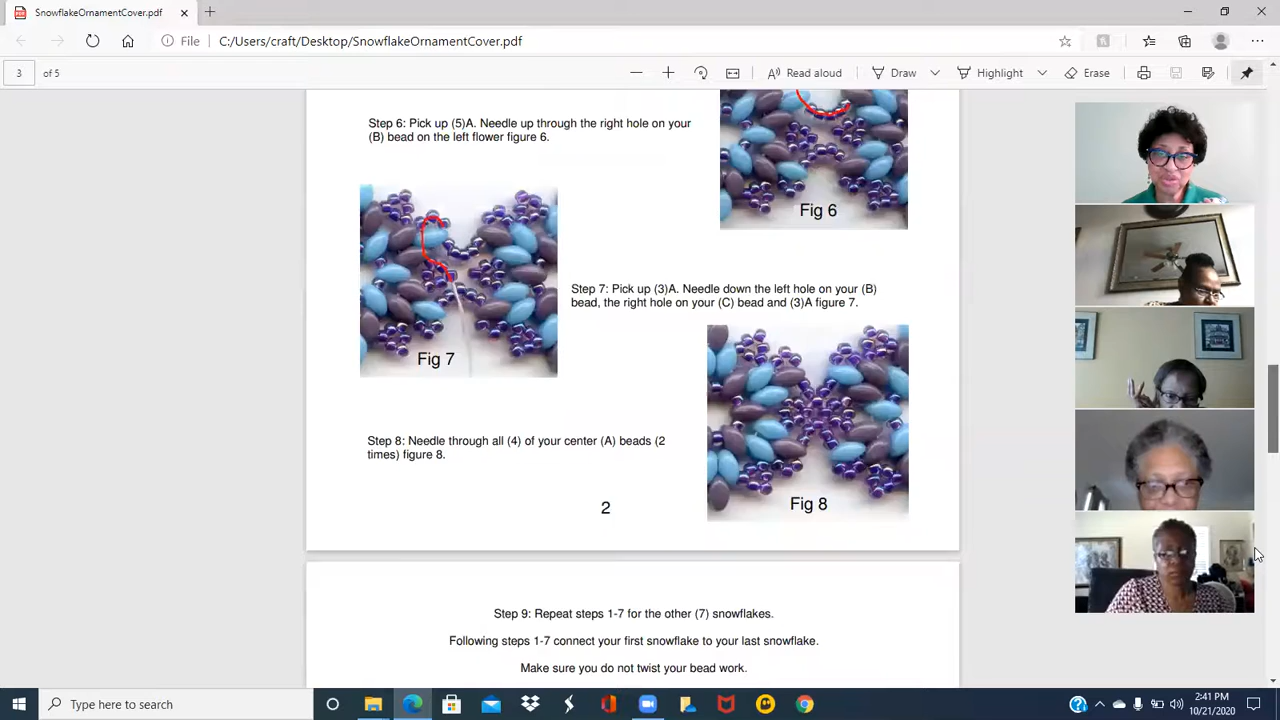 SnowflakeOrnamentCover.pdf
File
C:/Users/craft/Desktop/SnowflakeOrnamentCover.pdf
3 of 5
Read aloud
Draw
Highlight
Erase
Step 6: Pick up (5)A. Needle up through the right hole on your
(B) bead on the left flower figure 6.
Fig 6
Fig 7
Step 7: Pick up (3)A. Needle down the left hole on your (B)
bead, the right hole on your (C) bead and (3)A figure 7.
Step 8: Needle through all (4) of your center (A) beads (2
times) figure 8.
Fig 8
2
Step 9: Repeat steps 1-7 for the other (7) snowflakes.
Following steps 1-7 connect your first snowflake to your last snowflake.
Make sure you do not twist your bead work.
Type here to search
2:41 PM
10/21/2020